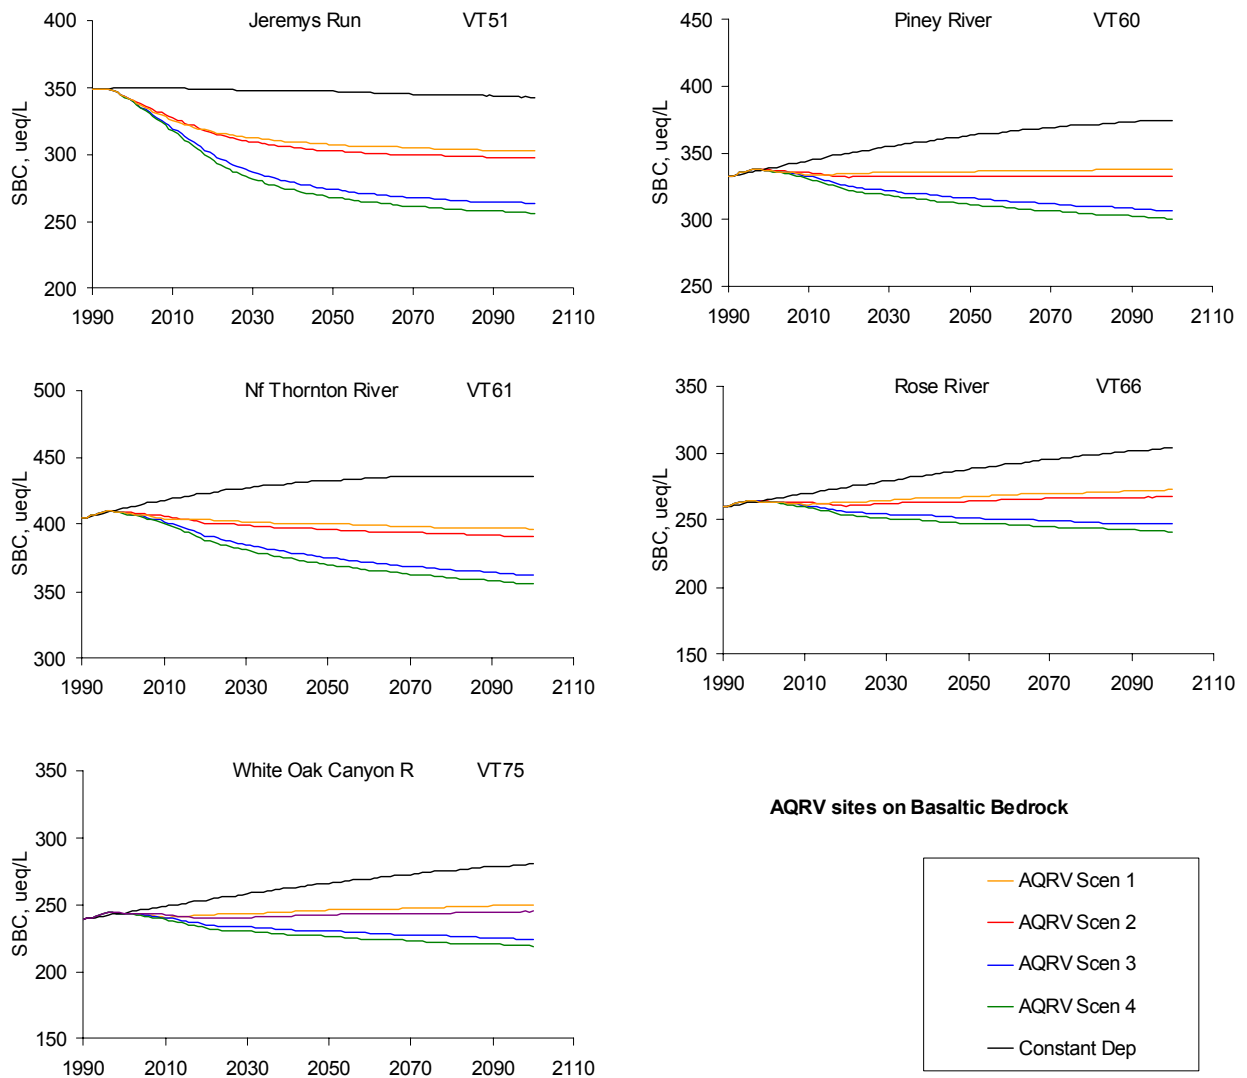 Jeremys Run VT51
SBC, ueq/L
400
350
300
250
200
1990 2010 2030 2050 2070 2090 2110
Piney River VT60
SBC, ueq/L
450
400
350
300
250
1990 2010 2030 2050 2070 2090 2110
Nf Thornton River VT61
SBC, ueq/L
500
450
400
350
300
1990 2010 2030 2050 2070 2090 2110
Rose River VT66
SBC, ueq/L
350
300
250
200
150
1990 2010 2030 2050 2070 2090 2110
White Oak Canyon R VT75
SBC, ueq/L
350
300
250
200
150
1990 2010 2030 2050 2070 2090 2110
AQRV sites on Basaltic Bedrock
AQRV Scen 1
AQRV Scen 2
AQRV Scen 3
AQRV Scen 4
Constant Dep